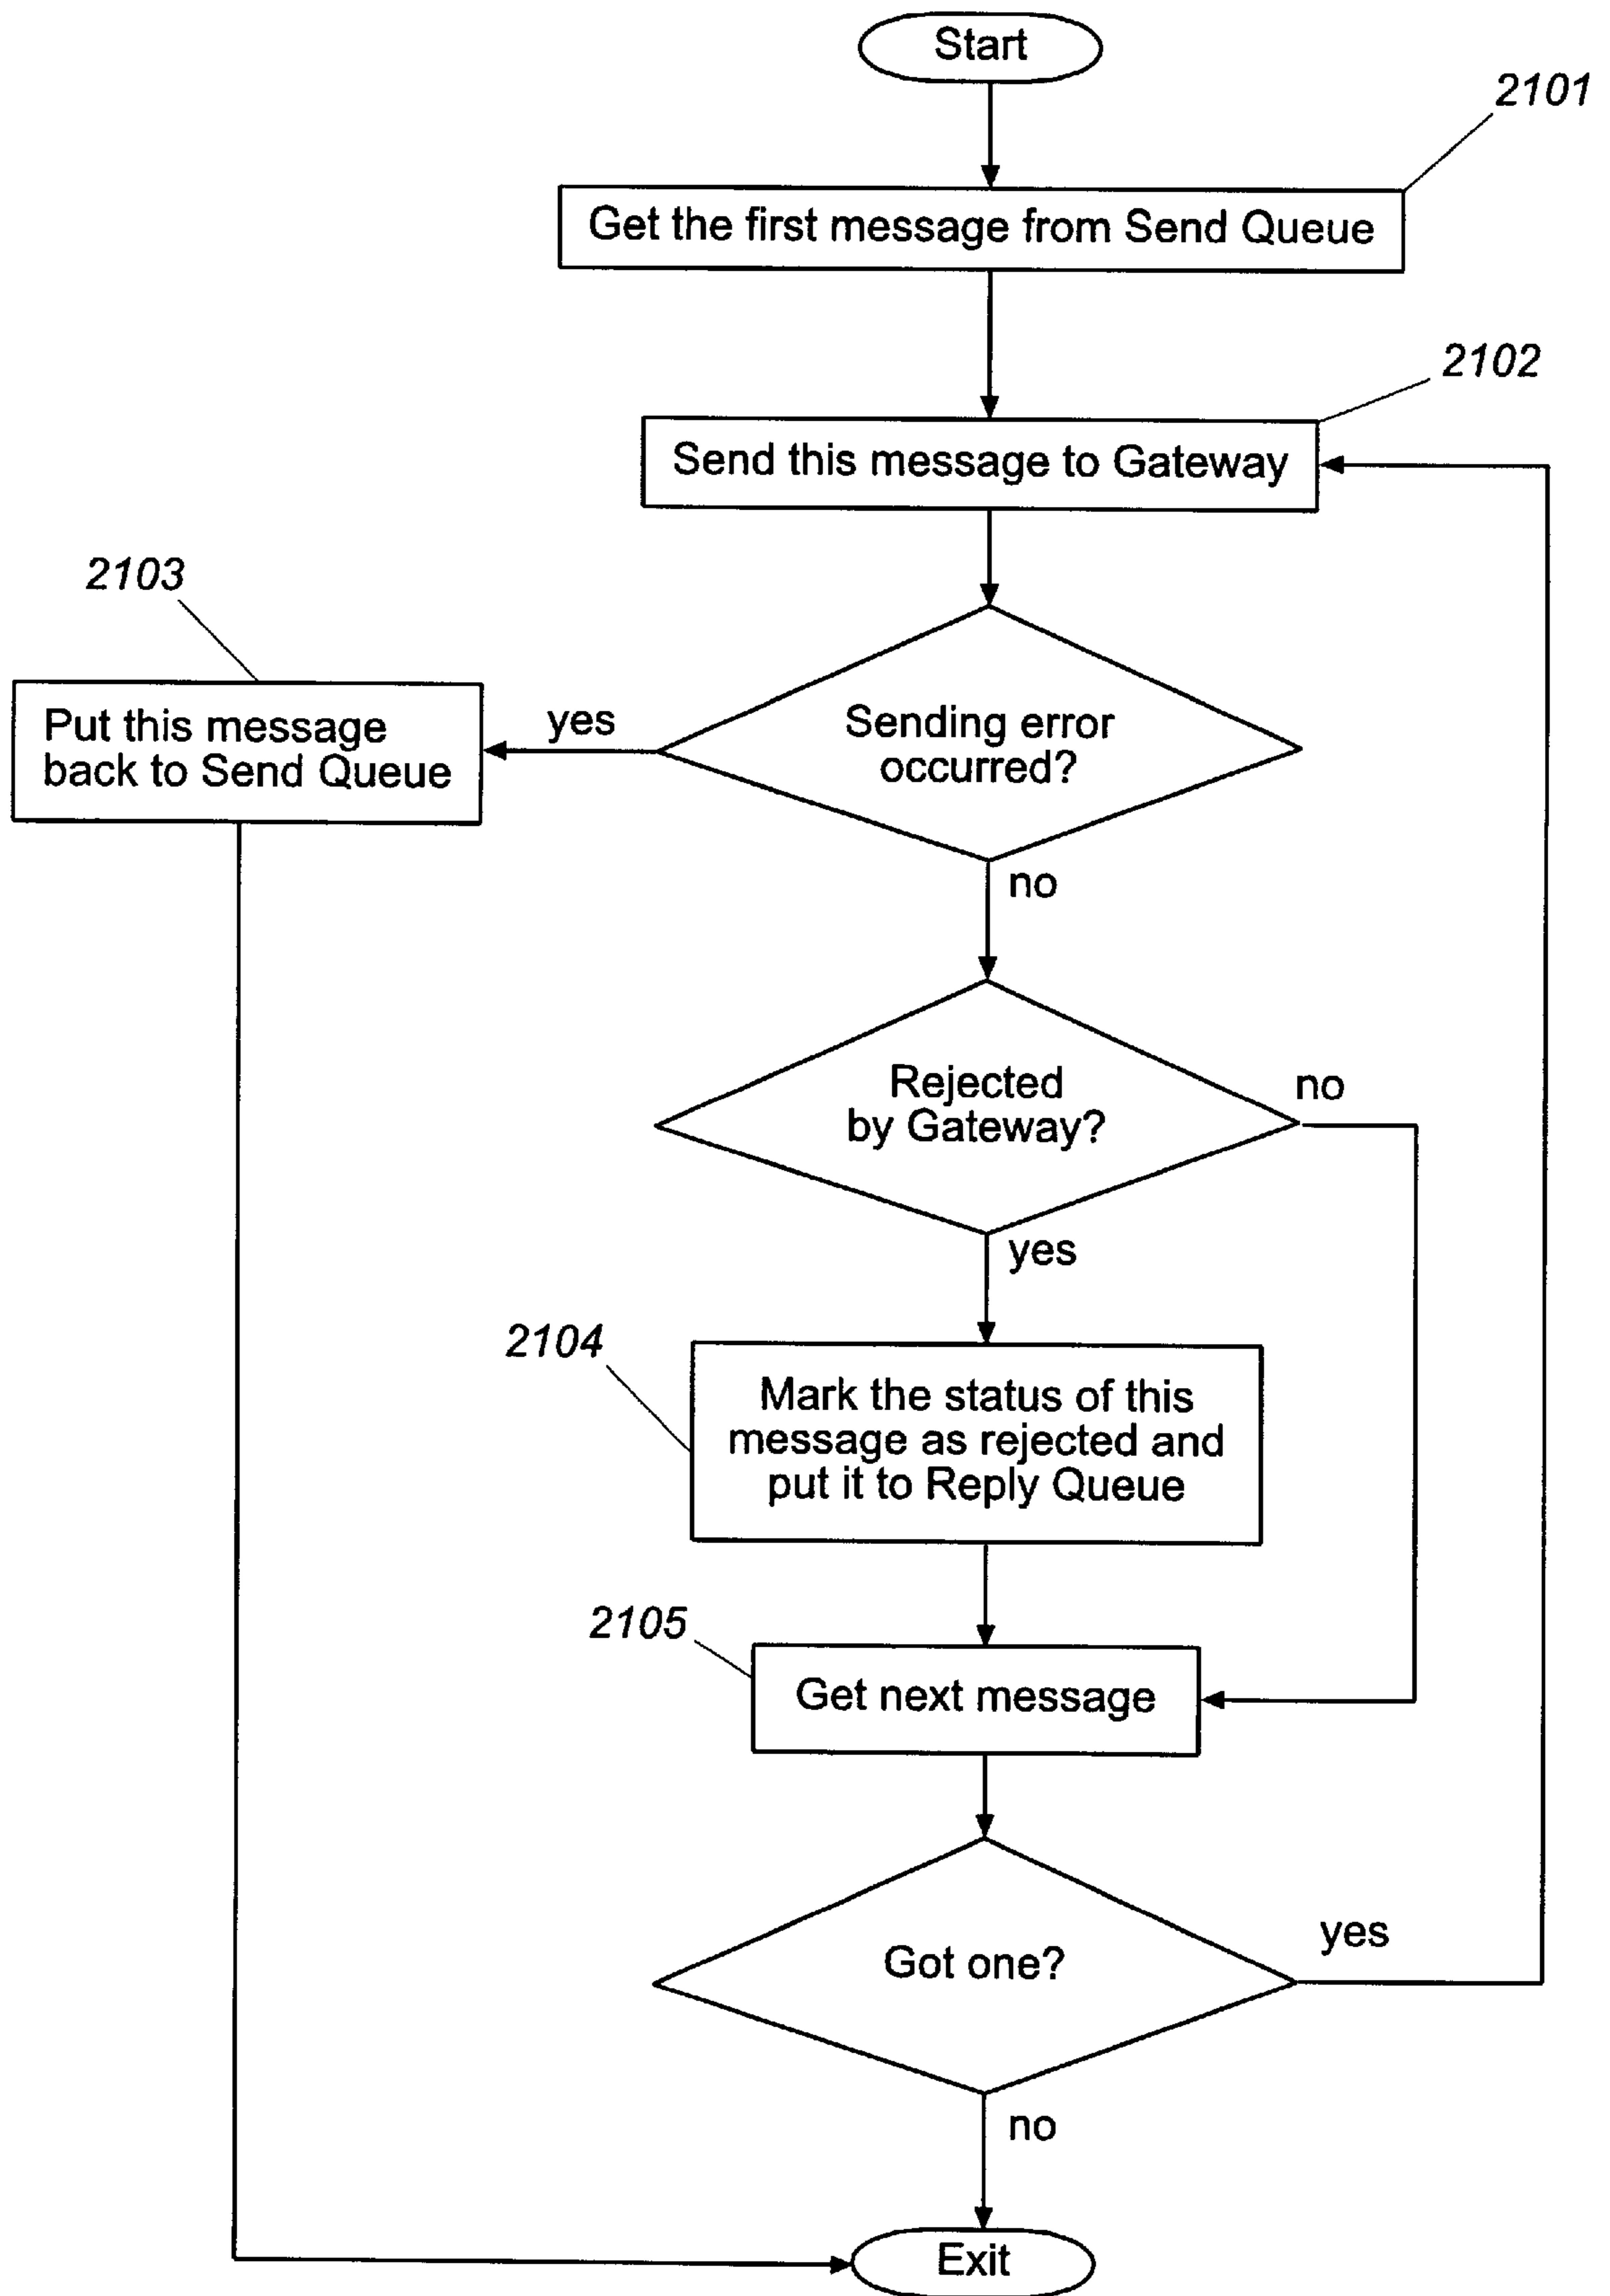 Start
2101
Get the first message from Send Queue
2102
Send this message to Gateway
2103
Put this message
back to Send Queue
yes
Sending error
occurred?
no
Rejected
by Gateway?
no
yes
2104
Mark the status of this
message as rejected and
put it to Reply Queue
2105
Get next message
Got one?
yes
no
Exit